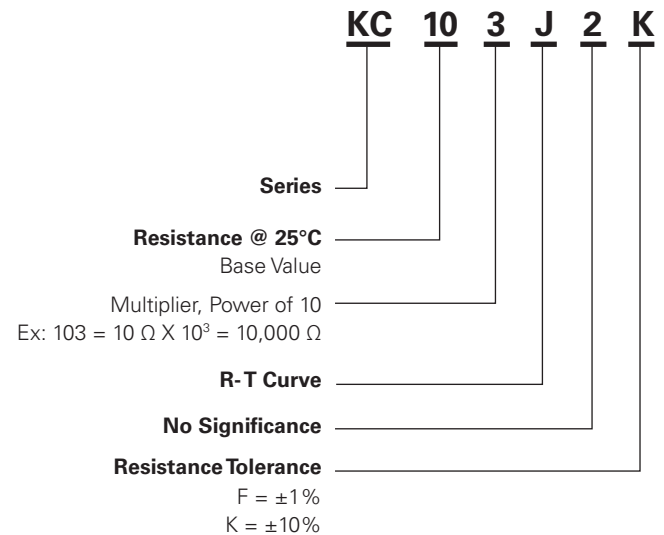 KC 10 3 J 2 K
Series
Resistance @ 25°C
Base Value
Multiplier, Power of 10
Ex: 103 = 10 Ω X 10³ = 10,000 Ω
R-T Curve
No Significance
Resistance Tolerance
F = ±1%
K = ±10%